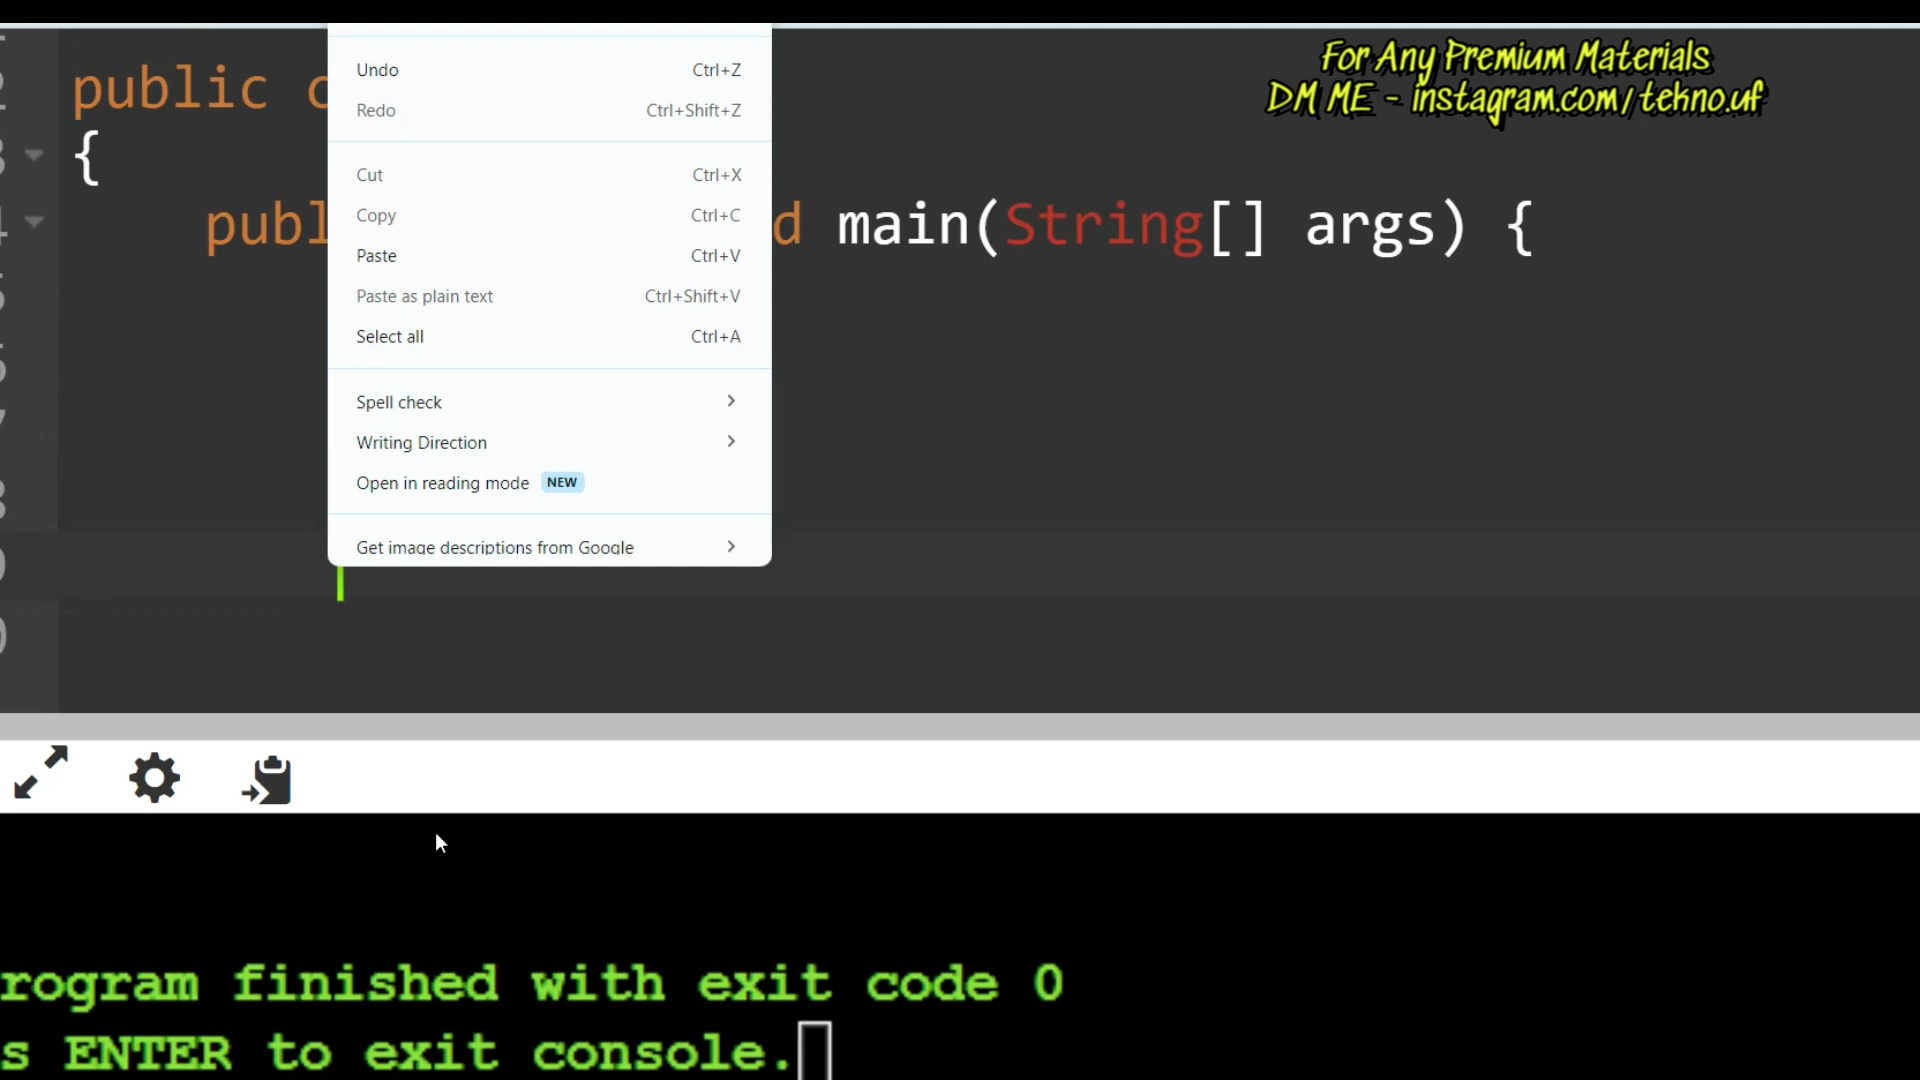 For Any Premium Materials
DM ME - instagram.com/tekno.uf
public c
{
publ d main(String[] args) {
Undo Ctrl+Z
Redo Ctrl+Shift+Z
Cut Ctrl+X
Copy Ctrl+C
Paste Ctrl+V
Paste as plain text Ctrl+Shift+V
Select all Ctrl+A
Spell check
Writing Direction
Open in reading mode NEW
Get image descriptions from Google
rogram finished with exit code 0
s ENTER to exit console.